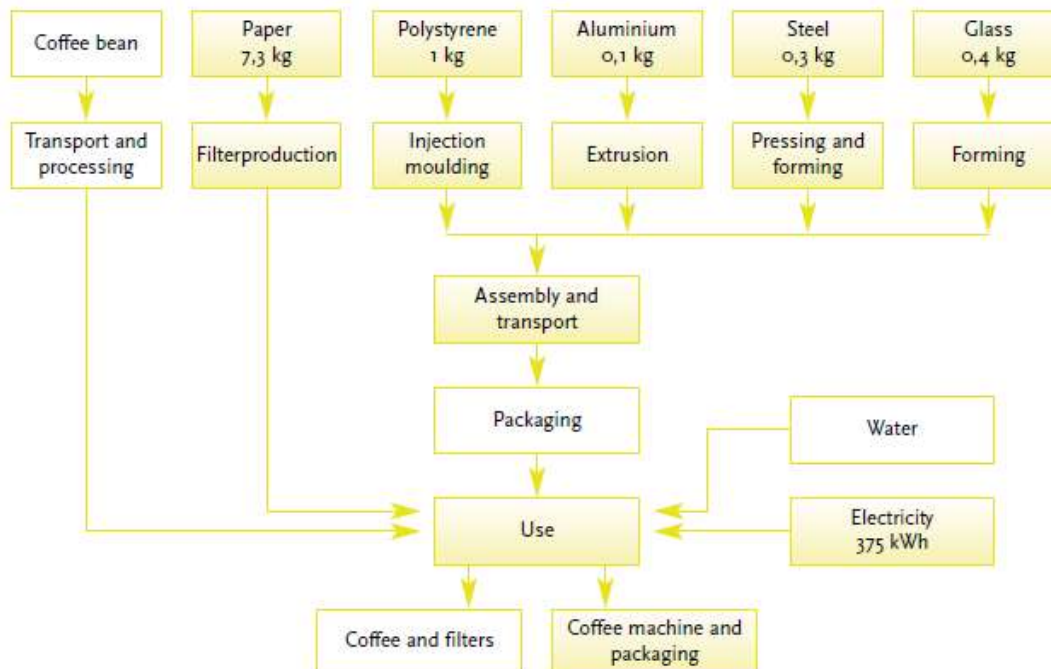 Coffee bean
Paper
7,3 kg
Polystyrene
1 kg
Aluminium
0,1 kg
Steel
0,3 kg
Glass
0,4 kg
Transport and
processing
Filterproduction
Injection
moulding
Extrusion
Pressing and
forming
Forming
Assembly and
transport
Packaging
Water
Use
Electricity
375 kWh
Coffee and filters
Coffee machine and
packaging